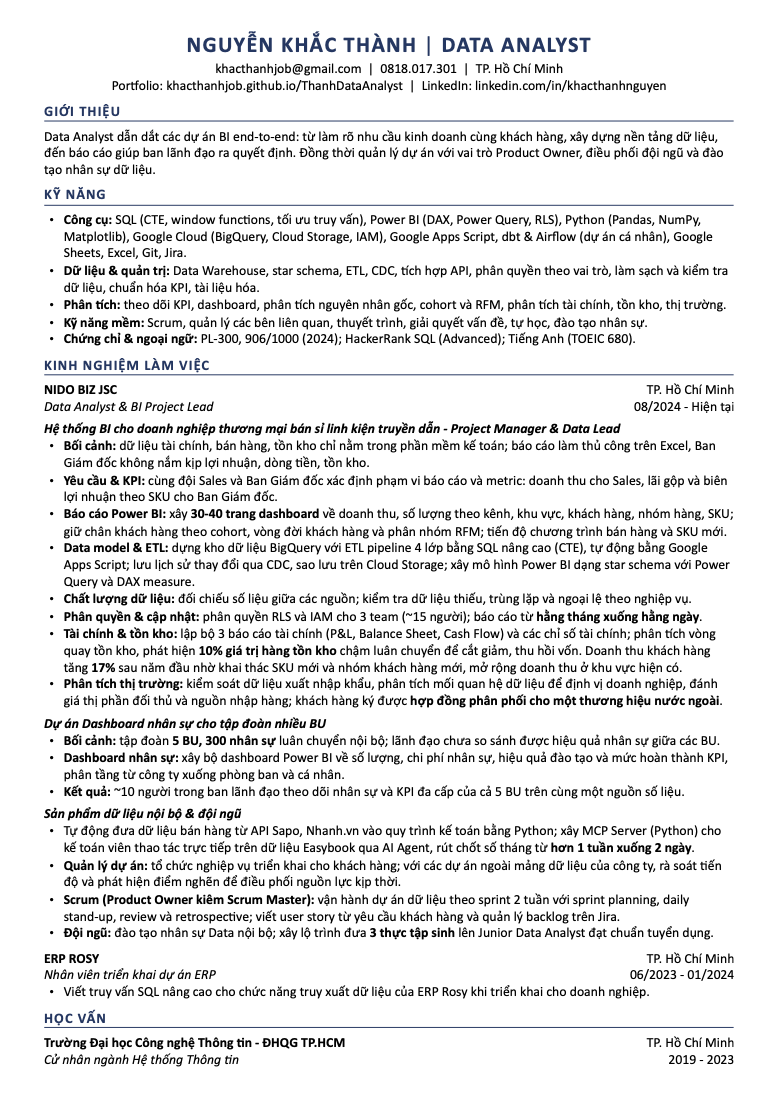 NGUYỄN KHẮC THÀNH | DATA ANALYST
khacthanhjob@gmail.com | 0818.017.301 | TP. Hồ Chí Minh
Portfolio: khacthanhjob.github.io/ThanhDataAnalyst | LinkedIn: linkedin.com/in/khacthanhnguyen
GIỚI THIỆU
Data Analyst dẫn dắt các dự án BI end-to-end: từ làm rõ nhu cầu kinh doanh cùng khách hàng, xây dựng nền tảng dữ liệu,
đến báo cáo giúp ban lãnh đạo ra quyết định. Đồng thời quản lý dự án với vai trò Product Owner, điều phối đội ngũ và đào
tạo nhân sự dữ liệu.
KỸ NĂNG
• Công cụ: SQL (CTE, window functions, tối ưu truy vấn), Power BI (DAX, Power Query, RLS), Python (Pandas, NumPy,
Matplotlib), Google Cloud (BigQuery, Cloud Storage, IAM), Google Apps Script, dbt & Airflow (dự án cá nhân), Google
Sheets, Excel, Git, Jira.
• Dữ liệu & quản trị: Data Warehouse, star schema, ETL, CDC, tích hợp API, phân quyền theo vai trò, làm sạch và kiểm tra
dữ liệu, chuẩn hóa KPI, tài liệu hóa.
• Phân tích: theo dõi KPI, dashboard, phân tích nguyên nhân gốc, cohort và RFM, phân tích tài chính, tồn kho, thị trường.
• Kỹ năng mềm: Scrum, quản lý các bên liên quan, thuyết trình, giải quyết vấn đề, tự học, đào tạo nhân sự.
• Chứng chỉ & ngoại ngữ: PL-300, 906/1000 (2024); HackerRank SQL (Advanced); Tiếng Anh (TOEIC 680).
KINH NGHIỆM LÀM VIỆC
NIDO BIZ JSC TP. Hồ Chí Minh
Data Analyst & BI Project Lead 08/2024 - Hiện tại
Hệ thống BI cho doanh nghiệp thương mại bán sỉ linh kiện truyền dẫn - Project Manager & Data Lead
• Bối cảnh: dữ liệu tài chính, bán hàng, tồn kho chỉ nằm trong phần mềm kế toán; báo cáo làm thủ công trên Excel, Ban
Giám đốc không nắm kịp lợi nhuận, dòng tiền, tồn kho.
• Yêu cầu & KPI: cùng đội Sales và Ban Giám đốc xác định phạm vi báo cáo và metric: doanh thu cho Sales, lãi gộp và biên
lợi nhuận theo SKU cho Ban Giám đốc.
• Báo cáo Power BI: xây 30-40 trang dashboard về doanh thu, số lượng theo kênh, khu vực, khách hàng, nhóm hàng, SKU;
giữ chân khách hàng theo cohort, vòng đời khách hàng và phân nhóm RFM; tiến độ chương trình bán hàng và SKU mới.
• Data model & ETL: dựng kho dữ liệu BigQuery với ETL pipeline 4 lớp bằng SQL nâng cao (CTE), tự động bằng Google
Apps Script; lưu lịch sử thay đổi qua CDC, sao lưu trên Cloud Storage; xây mô hình Power BI dạng star schema với Power
Query và DAX measure.
• Chất lượng dữ liệu: đối chiếu số liệu giữa các nguồn; kiểm tra dữ liệu thiếu, trùng lặp và ngoại lệ theo nghiệp vụ.
• Phân quyền & cập nhật: phân quyền RLS và IAM cho 3 team (~15 người); báo cáo từ hằng tháng xuống hằng ngày.
• Tài chính & tồn kho: lập bộ 3 báo cáo tài chính (P&L, Balance Sheet, Cash Flow) và các chỉ số tài chính; phân tích vòng
quay tồn kho, phát hiện 10% giá trị hàng tồn kho chậm luân chuyển để cắt giảm, thu hồi vốn. Doanh thu khách hàng
tăng 17% sau năm đầu nhờ khai thác SKU mới và nhóm khách hàng mới, mở rộng doanh thu ở khu vực hiện có.
• Phân tích thị trường: kiểm soát dữ liệu xuất nhập khẩu, phân tích mối quan hệ dữ liệu để định vị doanh nghiệp, đánh
giá thị phần đối thủ và nguồn nhập hàng; khách hàng ký được hợp đồng phân phối cho một thương hiệu nước ngoài.
Dự án Dashboard nhân sự cho tập đoàn nhiều BU
• Bối cảnh: tập đoàn 5 BU, 300 nhân sự luân chuyển nội bộ; lãnh đạo chưa so sánh được hiệu quả nhân sự giữa các BU.
• Dashboard nhân sự: xây bộ dashboard Power BI về số lượng, chi phí nhân sự, hiệu quả đào tạo và mức hoàn thành KPI,
phân tầng từ công ty xuống phòng ban và cá nhân.
• Kết quả: ~10 người trong ban lãnh đạo theo dõi nhân sự và KPI đa cấp của cả 5 BU trên cùng một nguồn số liệu.
Sản phẩm dữ liệu nội bộ & đội ngũ
• Tự động đưa dữ liệu bán hàng từ API Sapo, Nhanh.vn vào quy trình kế toán bằng Python; xây MCP Server (Python) cho
kế toán viên thao tác trực tiếp trên dữ liệu Easybook qua AI Agent, rút chốt số tháng từ hơn 1 tuần xuống 2 ngày.
• Quản lý dự án: tổ chức nghiệp vụ triển khai cho khách hàng; với các dự án ngoài mảng dữ liệu của công ty, rà soát tiến
độ và phát hiện điểm nghẽn để điều phối nguồn lực kịp thời.
• Scrum (Product Owner kiêm Scrum Master): vận hành dự án dữ liệu theo sprint 2 tuần với sprint planning, daily
stand-up, review và retrospective; viết user story từ yêu cầu khách hàng và quản lý backlog trên Jira.
• Đội ngũ: đào tạo nhân sự Data nội bộ; xây lộ trình đưa 3 thực tập sinh lên Junior Data Analyst đạt chuẩn tuyển dụng.
ERP ROSY TP. Hồ Chí Minh
Nhân viên triển khai dự án ERP 06/2023 - 01/2024
• Viết truy vấn SQL nâng cao cho chức năng truy xuất dữ liệu của ERP Rosy khi triển khai cho doanh nghiệp.
HỌC VẤN
Trường Đại học Công nghệ Thông tin - ĐHQG TP.HCM TP. Hồ Chí Minh
Cử nhân ngành Hệ thống Thông tin 2019 - 2023